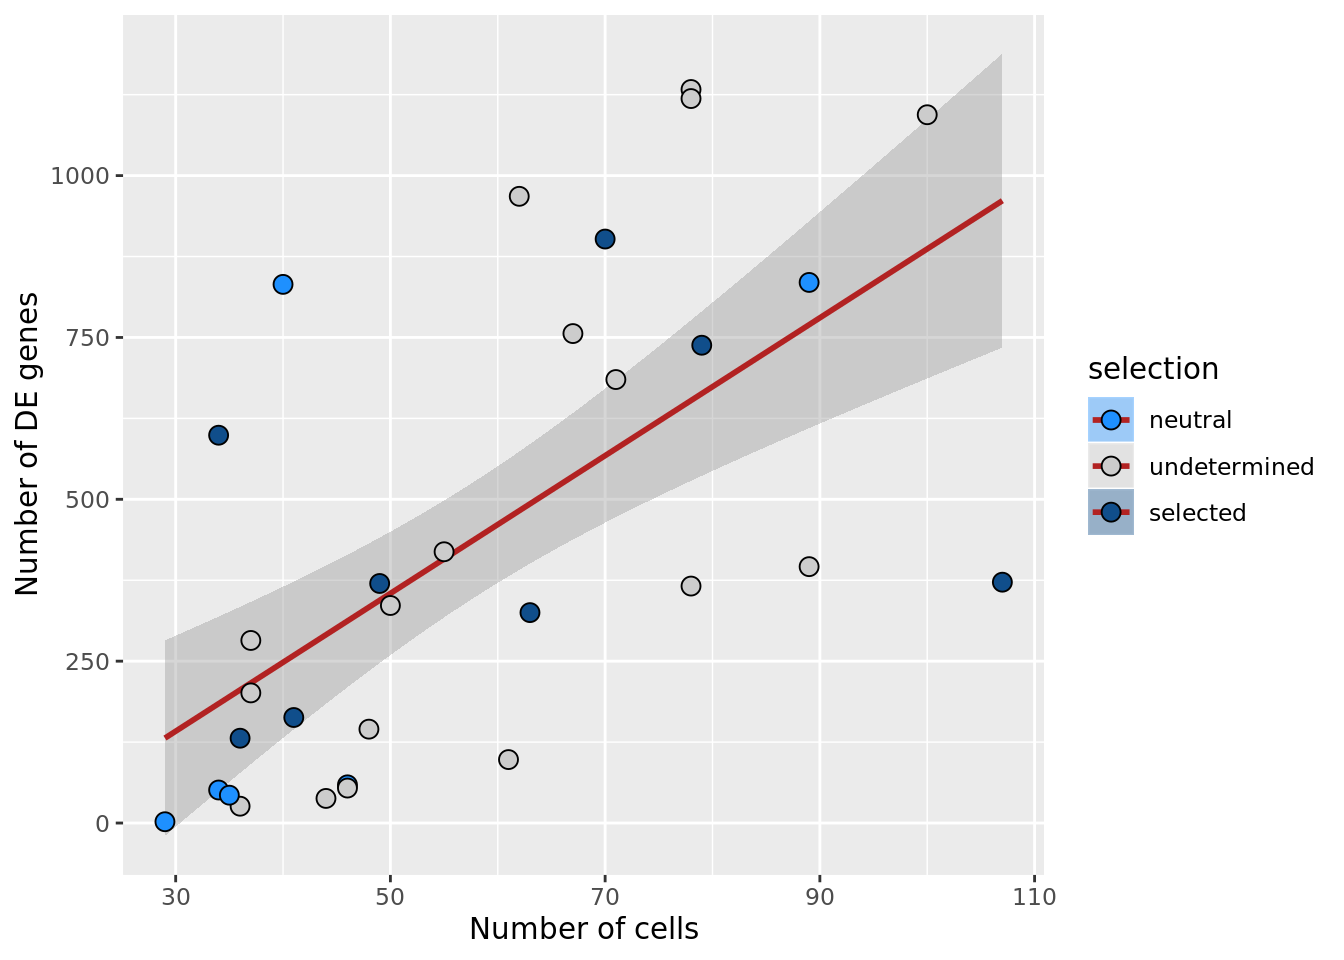 Number of DE genes
1000
750
500
250
0
30 50 70 90 110
Number of cells
selection
neutral
undetermined
selected